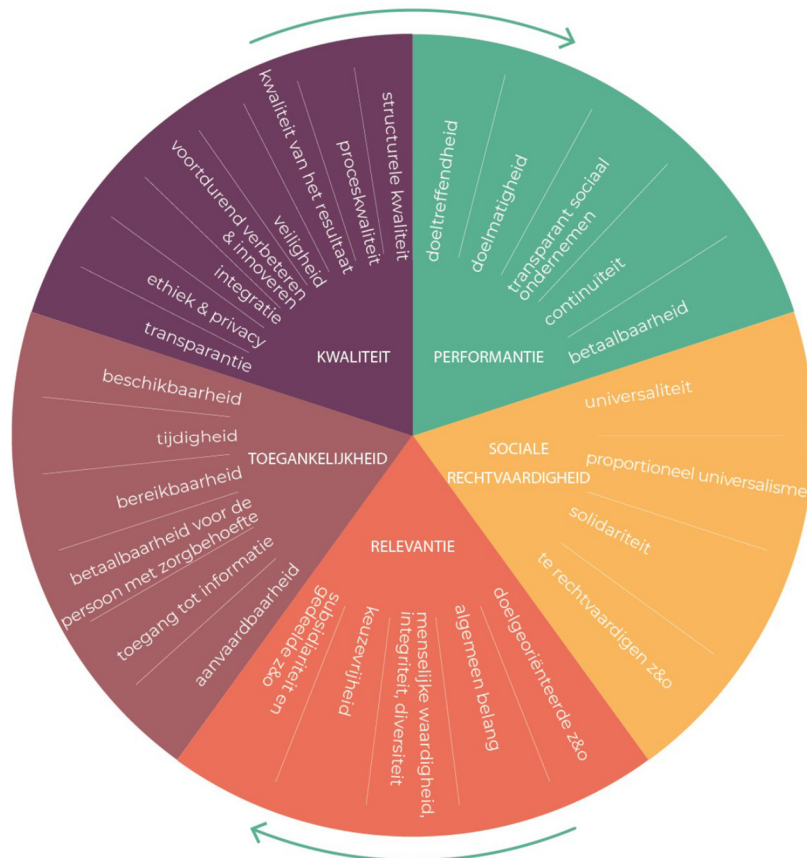 KWALITEIT
structurele kwaliteit
proceskwaliteit
kwaliteit van het resultaat
veiligheid
voortdurend verbeteren
& innoveren
integratie
ethiek & privacy
transparantie
PERFORMANTIE
doeltreffendheid
doelmatigheid
transparant sociaal
ondernemen
continuïteit
betaalbaarheid
SOCIALE
RECHTVAARDIGHEID
universaliteit
proportioneel universalisme
solidariteit
te rechtvaardigen z&o
RELEVANTIE
doelgeoriënteerde z&o
algemeen belang
menselijke waardigheid,
integriteit, diversiteit
keuzevrijheid
subsidiariteit en
gedeelde z&o
TOEGANKELIJKHEID
beschikbaarheid
tijdigheid
bereikbaarheid
betaalbaarheid voor de
persoon met zorgbehoefte
toegang tot informatie
aanvaardbaarheid